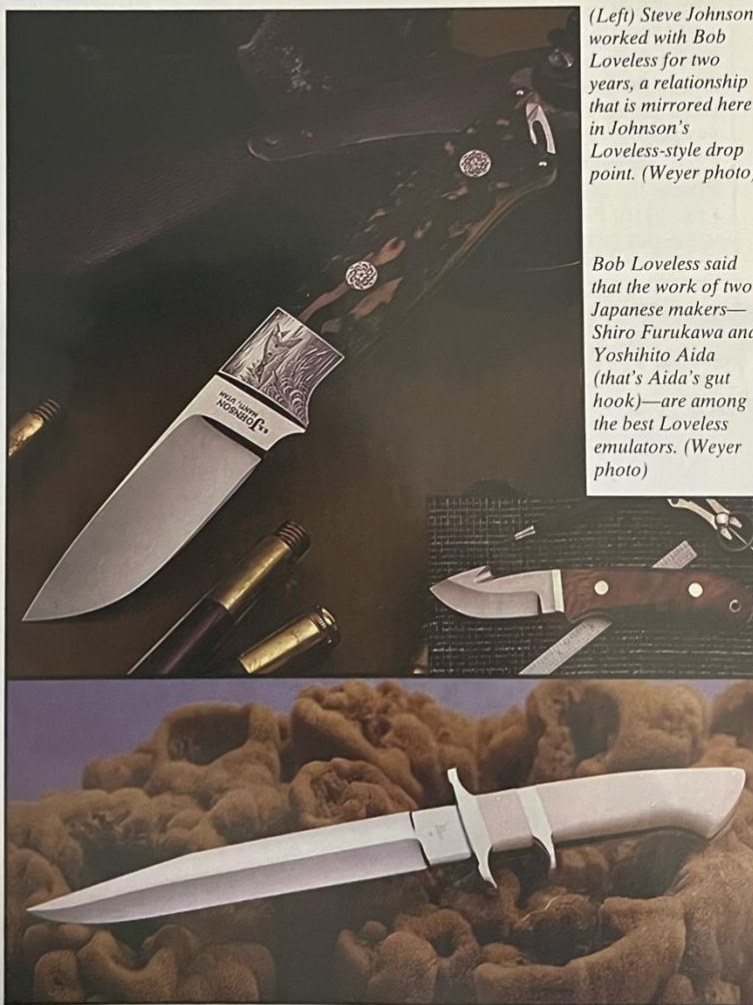 (Left) Steve Johnson
worked with Bob
Loveless for two
years, a relationship
that is mirrored here
in Johnson's
Loveless-style drop
point. (Weyer photo)
Bob Loveless said
that the work of two
Japanese makers—
Shiro Furukawa and
Yoshihito Aida
(that's Aida's gut
hook)—are among
the best Loveless
emulators. (Weyer
photo)
JOHNSON
MANTI, UTAH